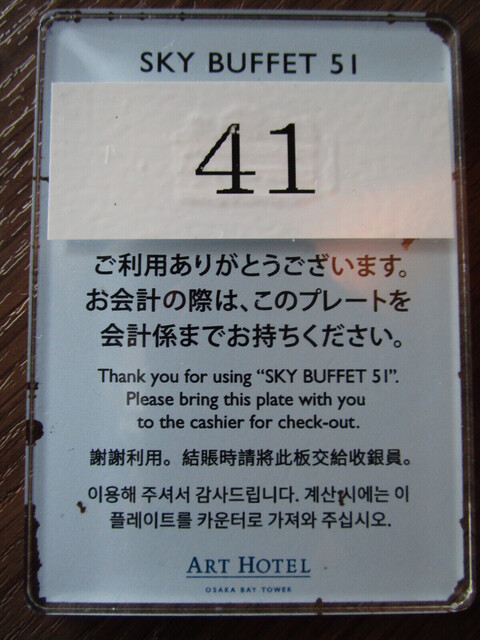 SKY BUFFET 51
41
ご利用ありがとうございます。
お会計の際は、このプレートを
会計係までお持ちください。
Thank you for using “SKY BUFFET 51”.
Please bring this plate with you
to the cashier for check-out.
謝謝利用。結賬時請將此板交給收銀員。
이용해 주셔서 감사드립니다. 계산 시에는 이
플레이트를 카운터로 가져와 주십시오.
ART HOTEL
OSAKA BAY TOWER